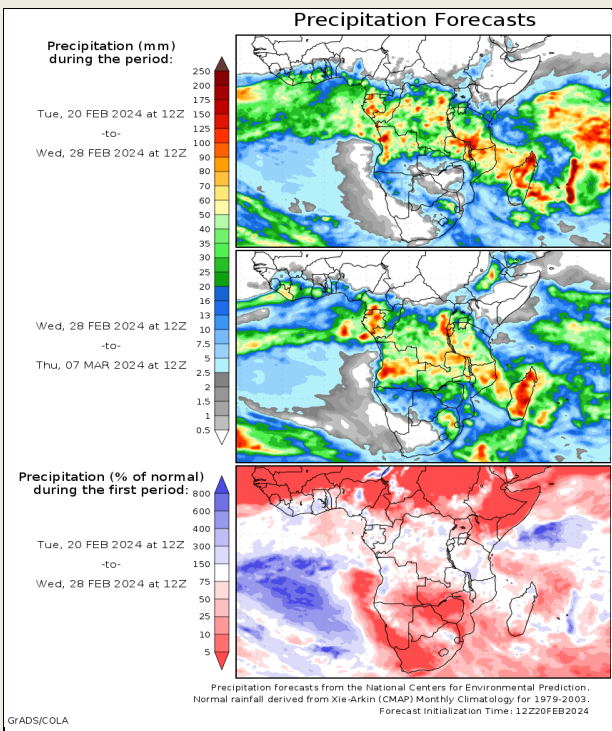 Precipitation Forecasts
Precipitation (mm)
during the period:
Tue, 20 FEB 2024 at 12Z
-to-
Wed, 28 FEB 2024 at 12Z
250
200
175
150
125
100
90
80
70
60
50
40
35
30
25
20
16
13
10
7.5
5
2.5
2
1.5
1
0.5
Wed, 28 FEB 2024 at 12Z
-to-
Thu, 07 MAR 2024 at 12Z
Precipitation (% of normal)
during the first period:
Tue, 20 FEB 2024 at 12Z
-to-
Wed, 28 FEB 2024 at 12Z
800
600
400
300
150
75
50
25
10
5
Precipitation forecasts from the National Centers for Environmental Prediction.
Normal rainfall derived from Xie-Arkin (CMAP) Monthly Climatology for 1979-2003.
Forecast Initialization Time: 12Z20FEB2024
GrADS/COLA